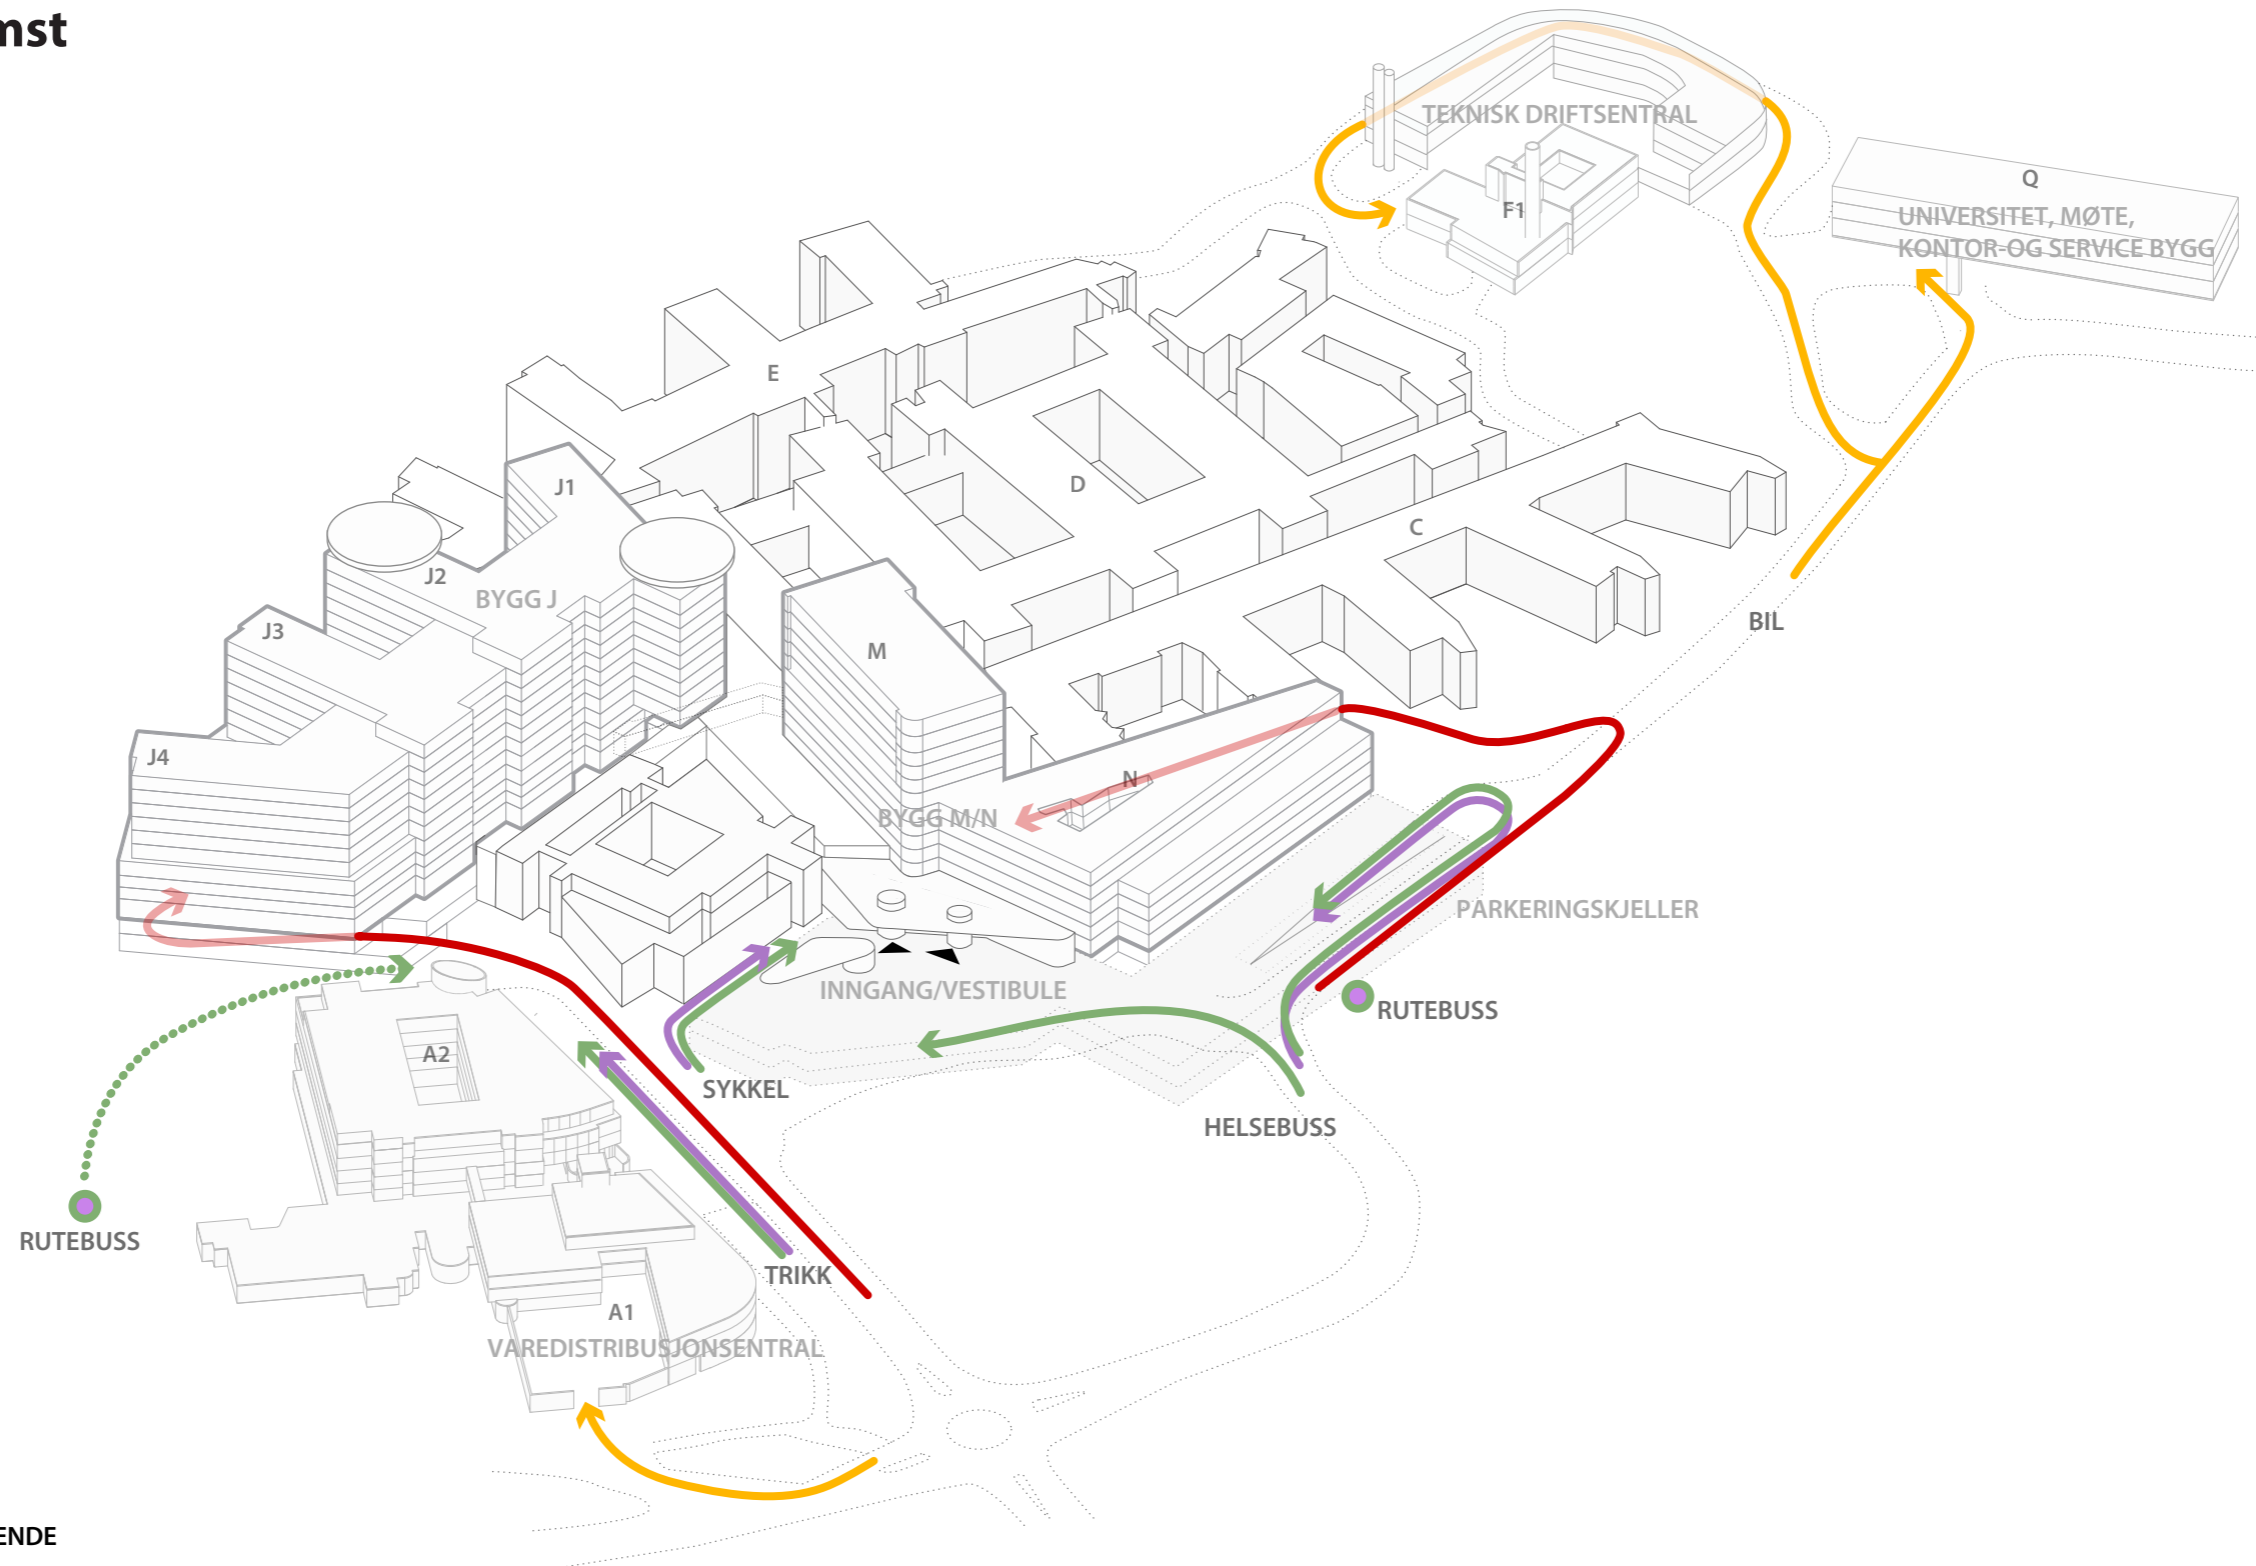 mst
TEKNISK DRIFTSENTRAL
Q
F1
UNIVERSITET, MØTE,
KONTOR-OG SERVICE BYGG
E
J1
D
C
J2
BYGG J
BIL
J3
M
J4
N
BYGG M/N
PARKERINGSKJELLER
INNGANG/VESTIBULE
RUTEBUSS
A2
SYKKEL
HELSEBUSS
RUTEBUSS
TRIKK
A1
VAREDISTRIBUSJONSENTRAL
ENDE